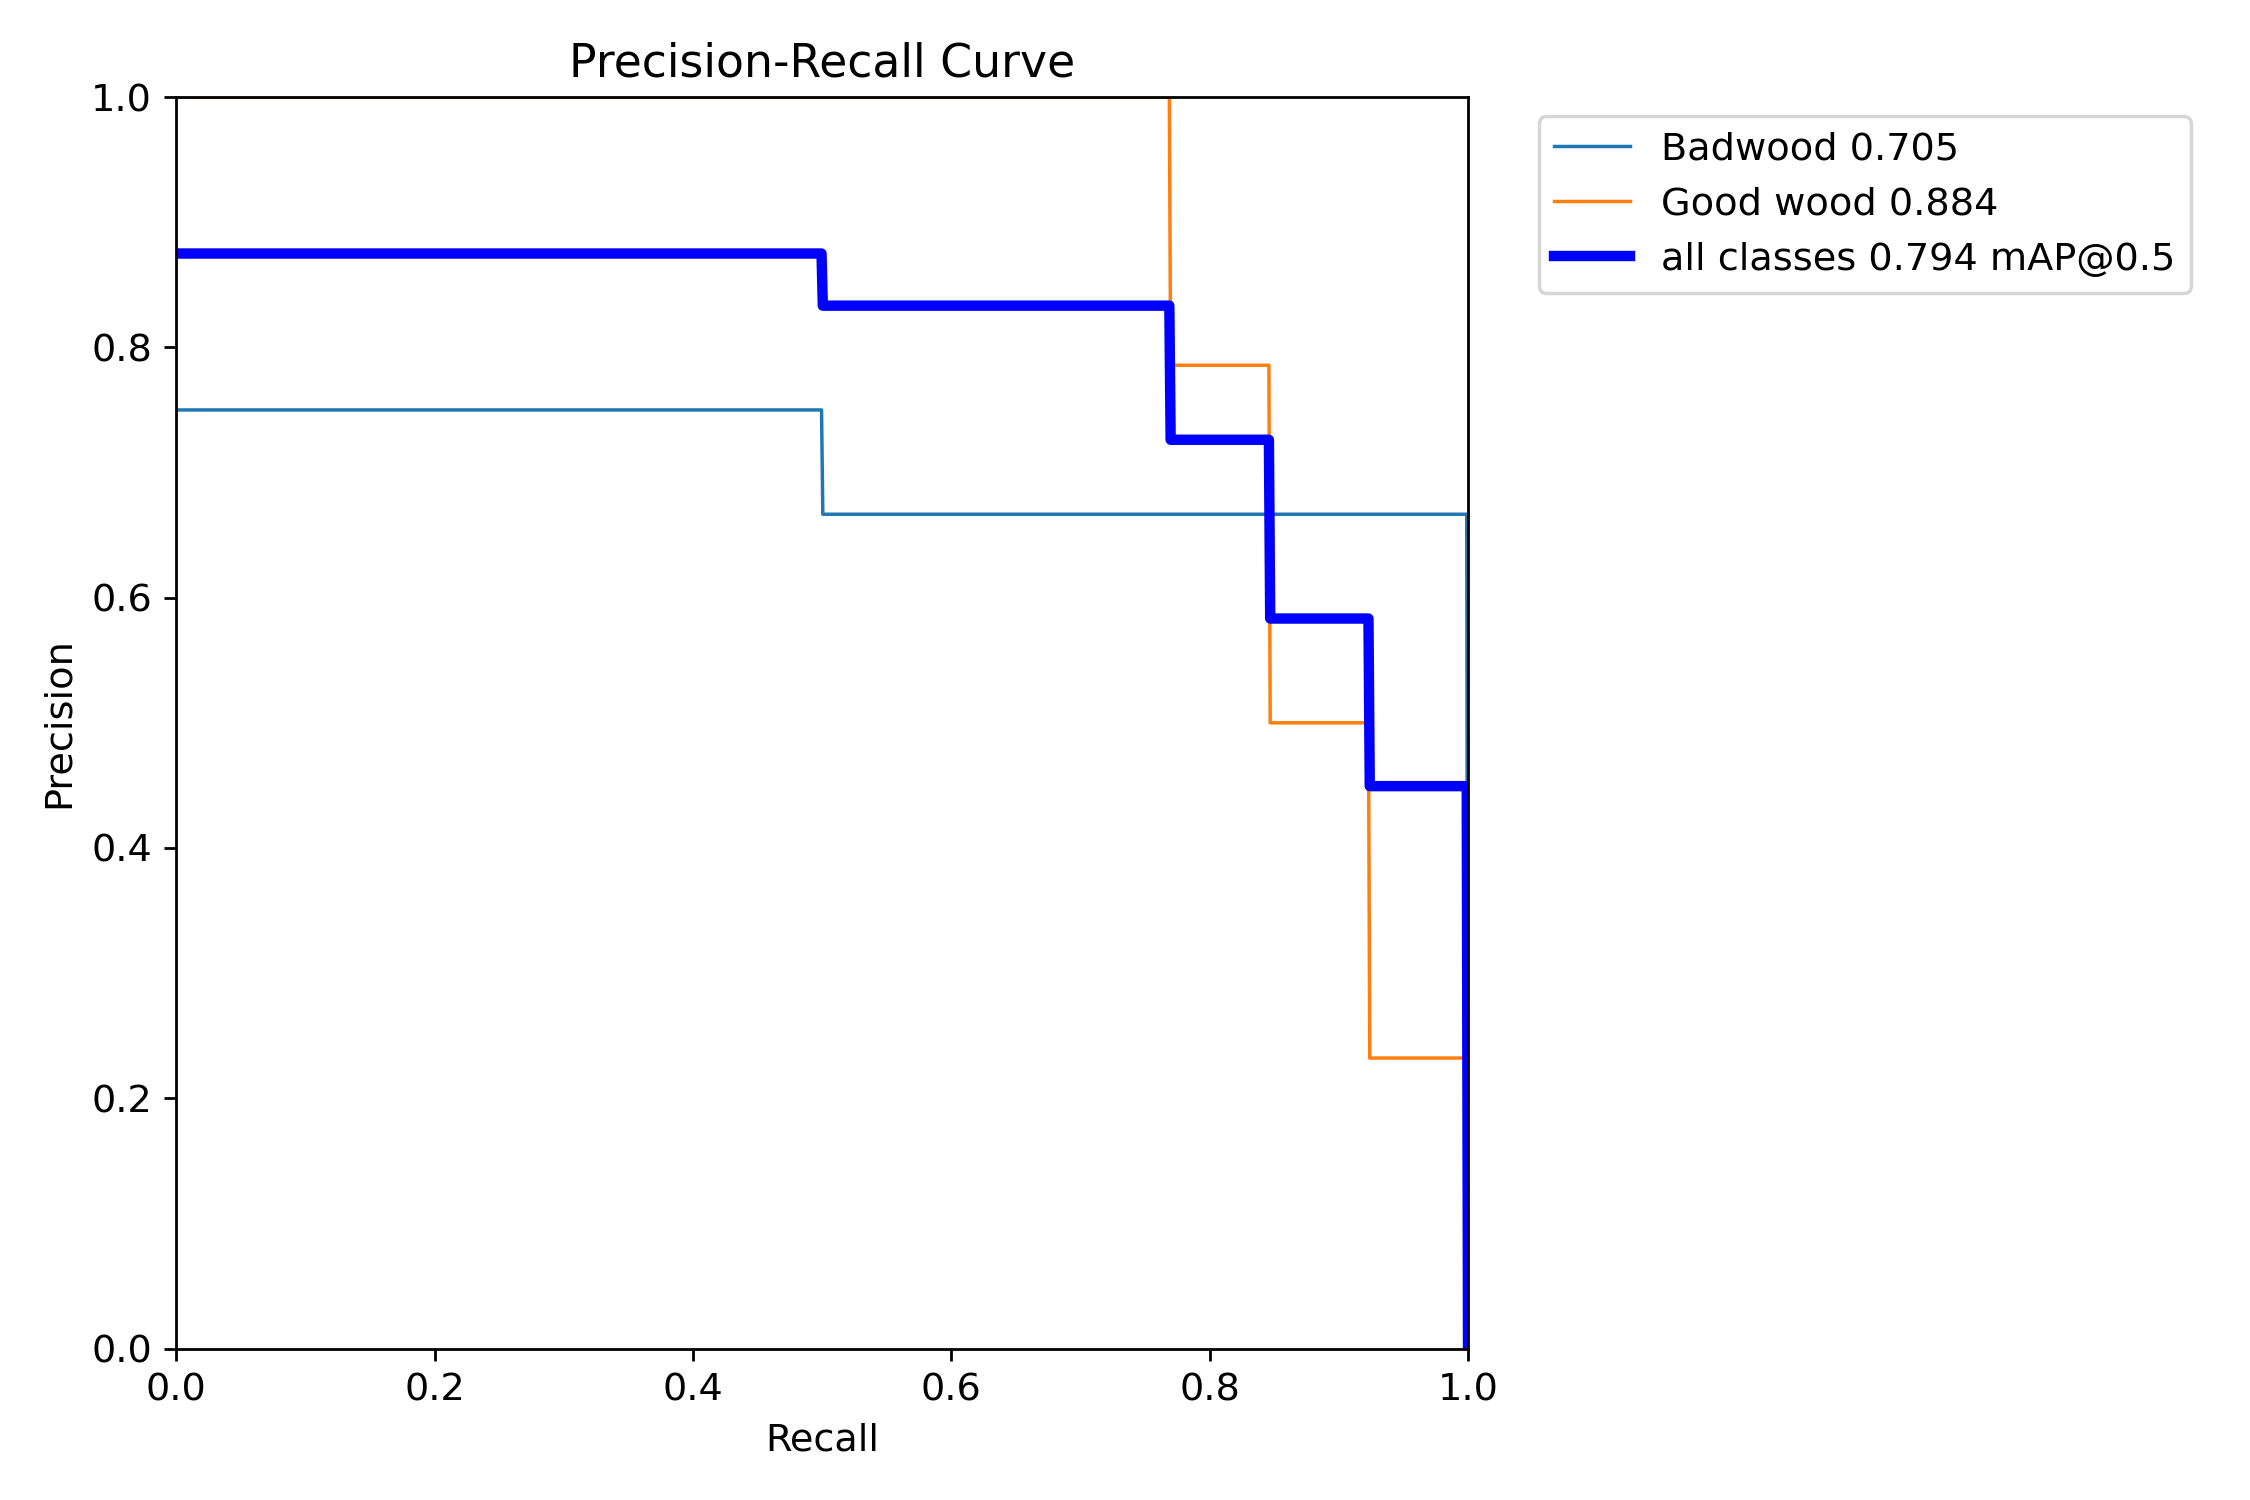 Precision-Recall Curve
1.0
0.8
0.6
0.4
0.2
0.0
Precision
0.0 0.2 0.4 0.6 0.8 1.0
Recall
Badwood 0.705
Good wood 0.884
all classes 0.794 mAP@0.5